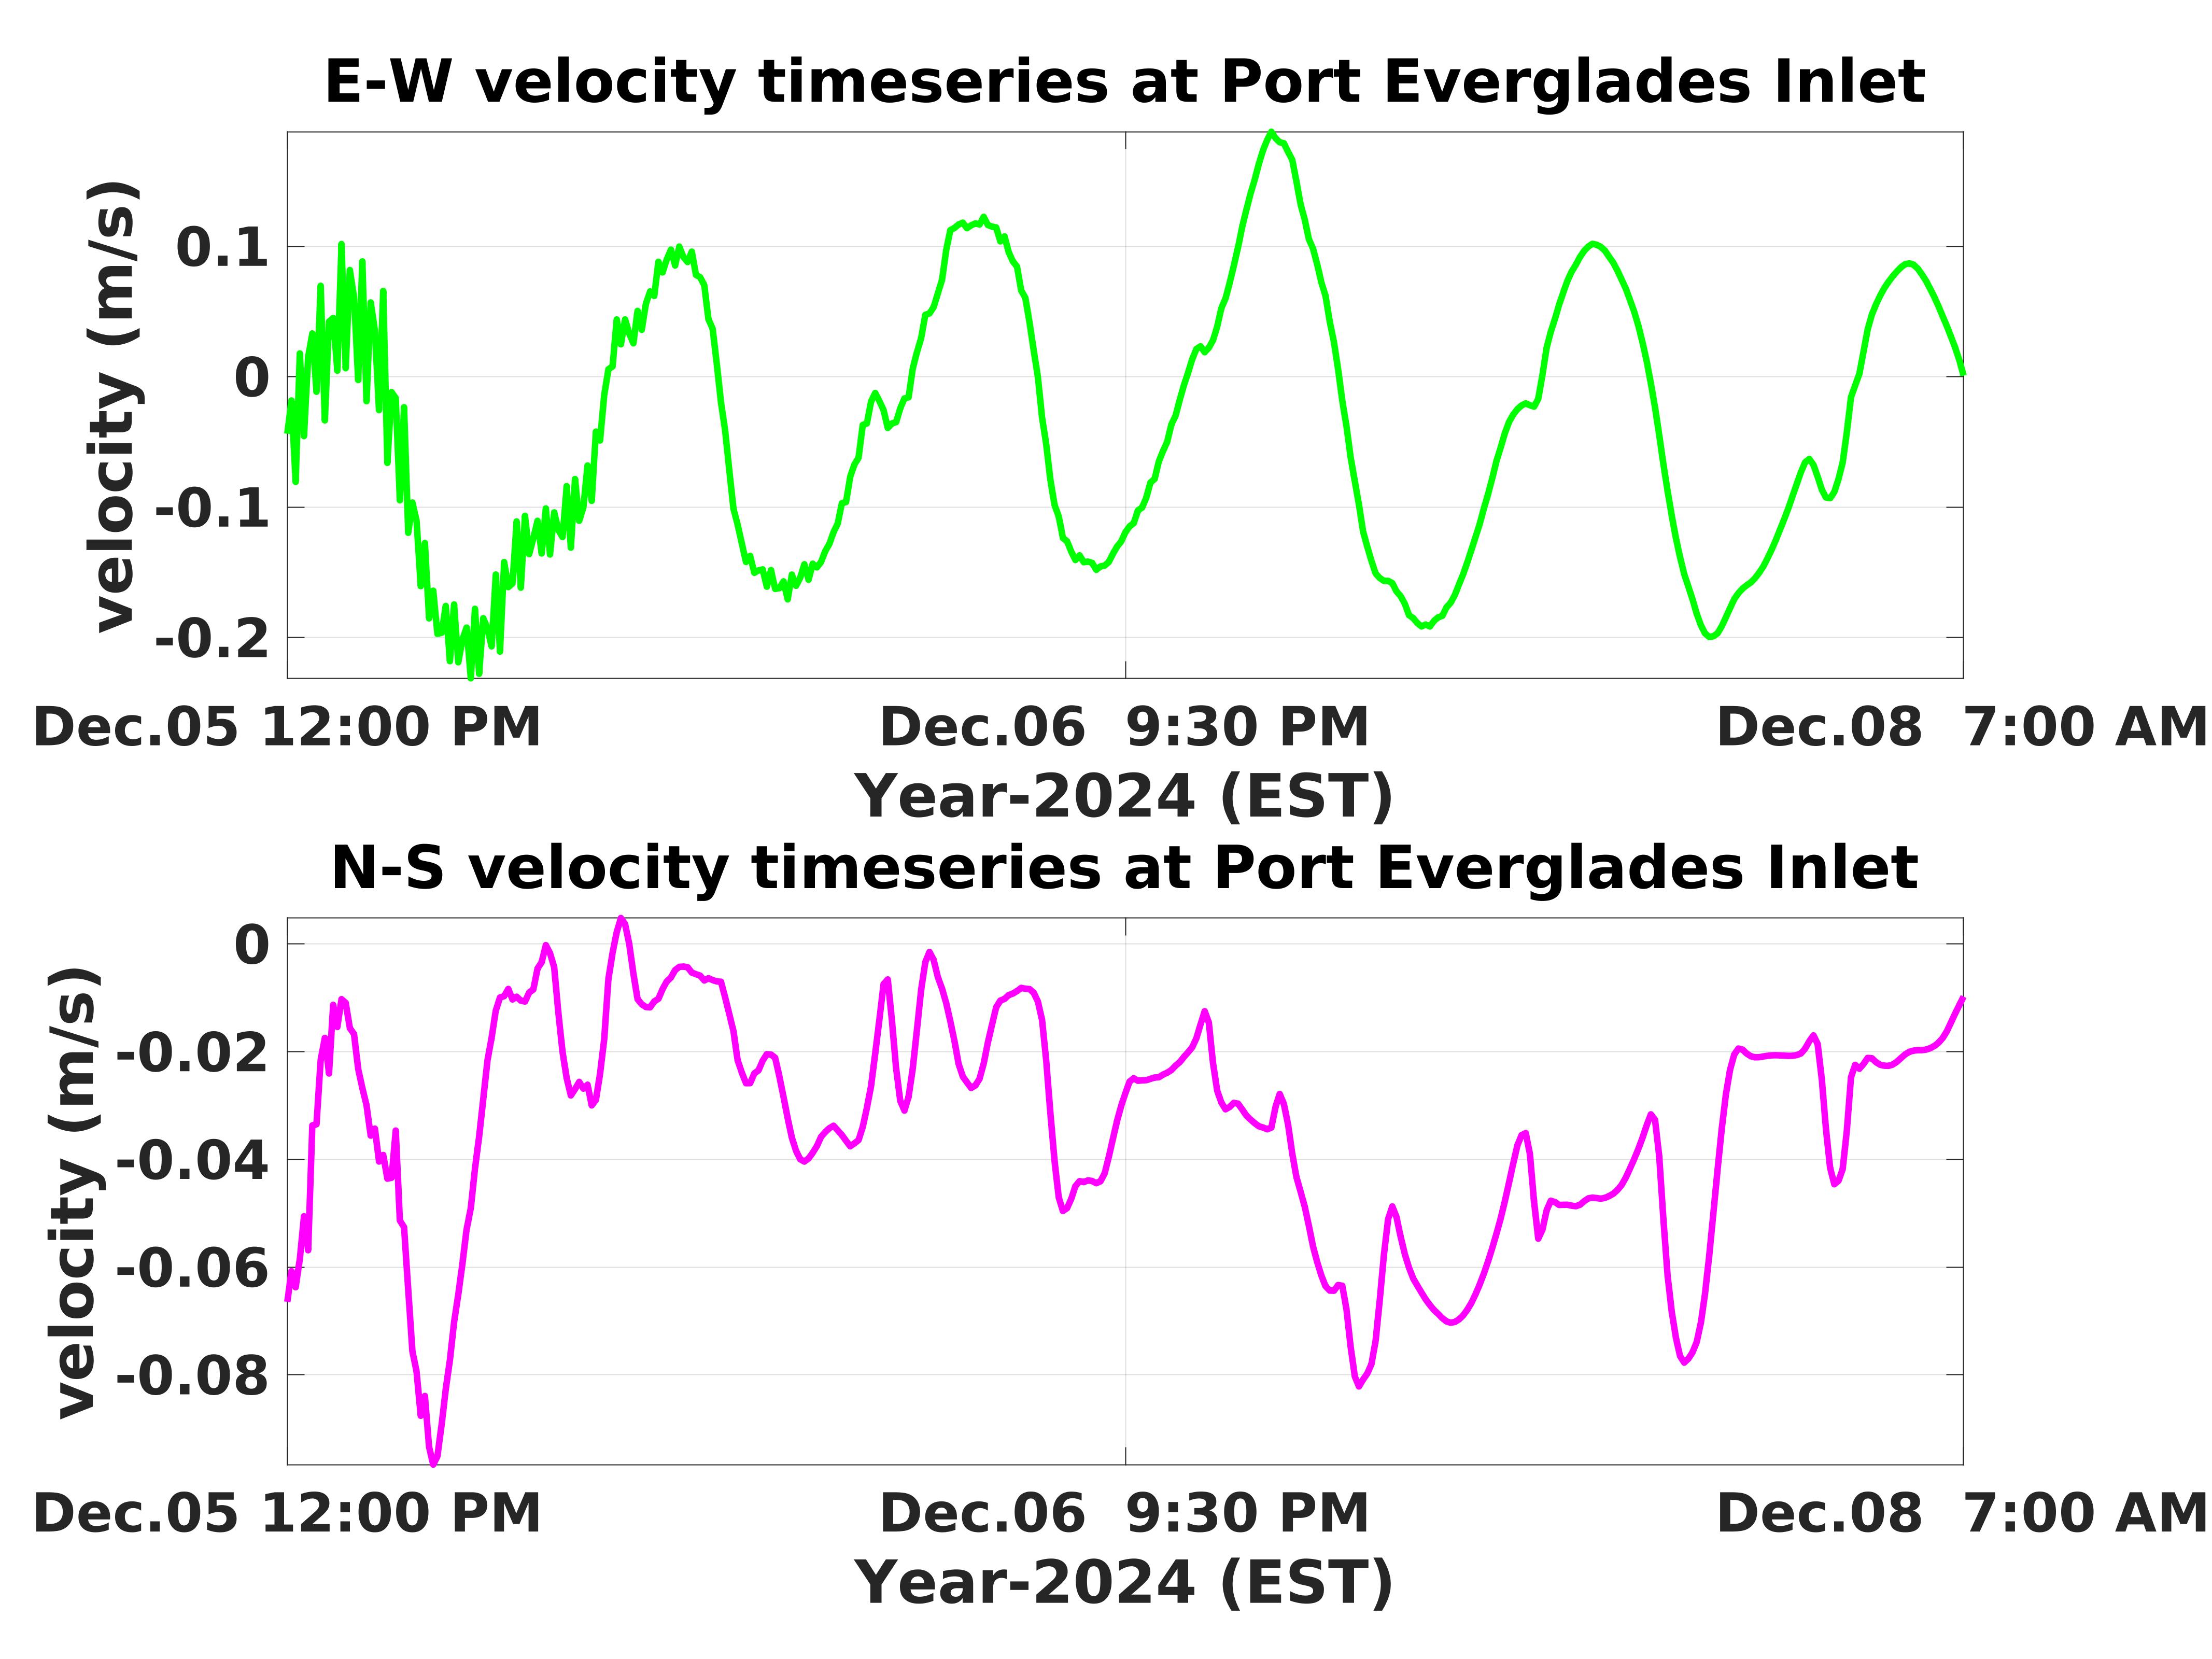 E-W velocity timeseries at Port Everglades Inlet
velocity (m/s)
0.1
0
-0.1
-0.2
Dec.05 12:00 PM
Dec.06  9:30 PM
Dec.08  7:00 AM
Year-2024 (EST)
N-S velocity timeseries at Port Everglades Inlet
velocity (m/s)
0
-0.02
-0.04
-0.06
-0.08
Dec.05 12:00 PM
Dec.06  9:30 PM
Dec.08  7:00 AM
Year-2024 (EST)